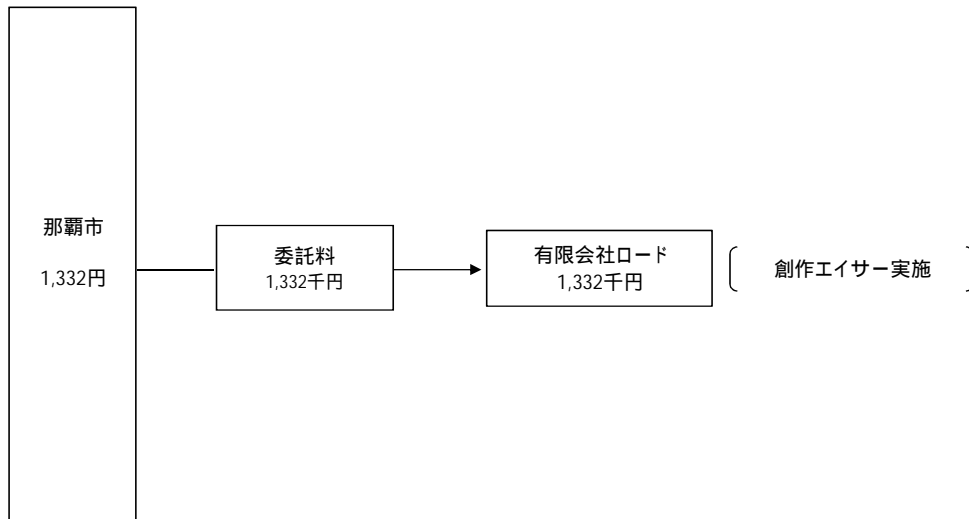 那覇市
1,332円
委託料
1,332千円
有限会社ロード
1,332千円
創作エイサー実施